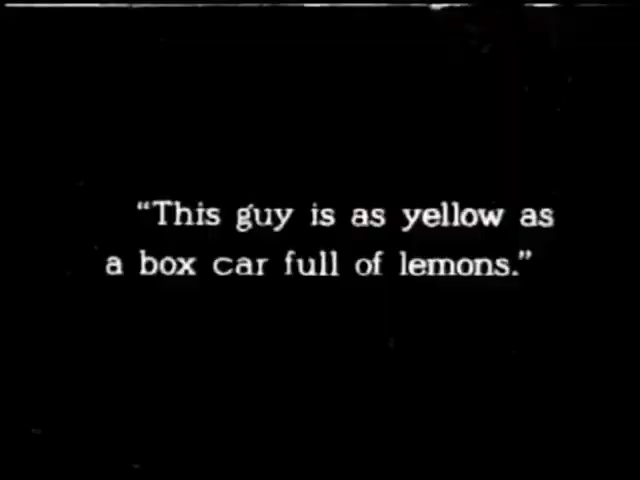 “This guy is as yellow as
a box car full of lemons.”